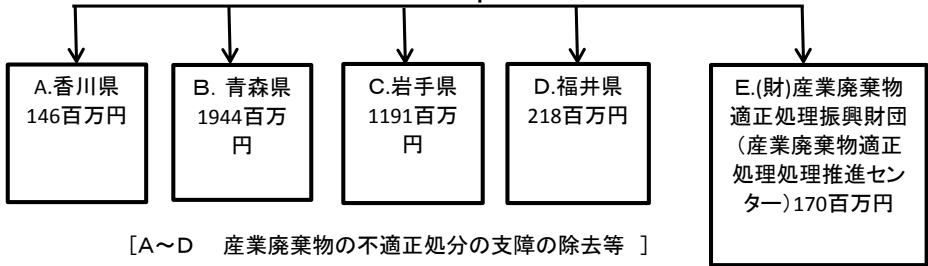 A.香川県
146百万円
B. 青森県
1944百万
円
C.岩手県
1191百万
円
D.福井県
218百万円
E.(財)産業廃棄物
適正処理振興財団
(産業廃棄物適正
処理処理推進セン
ター)170百万円
[A~D 産業廃棄物の不適正処分の支障の除去等 ]